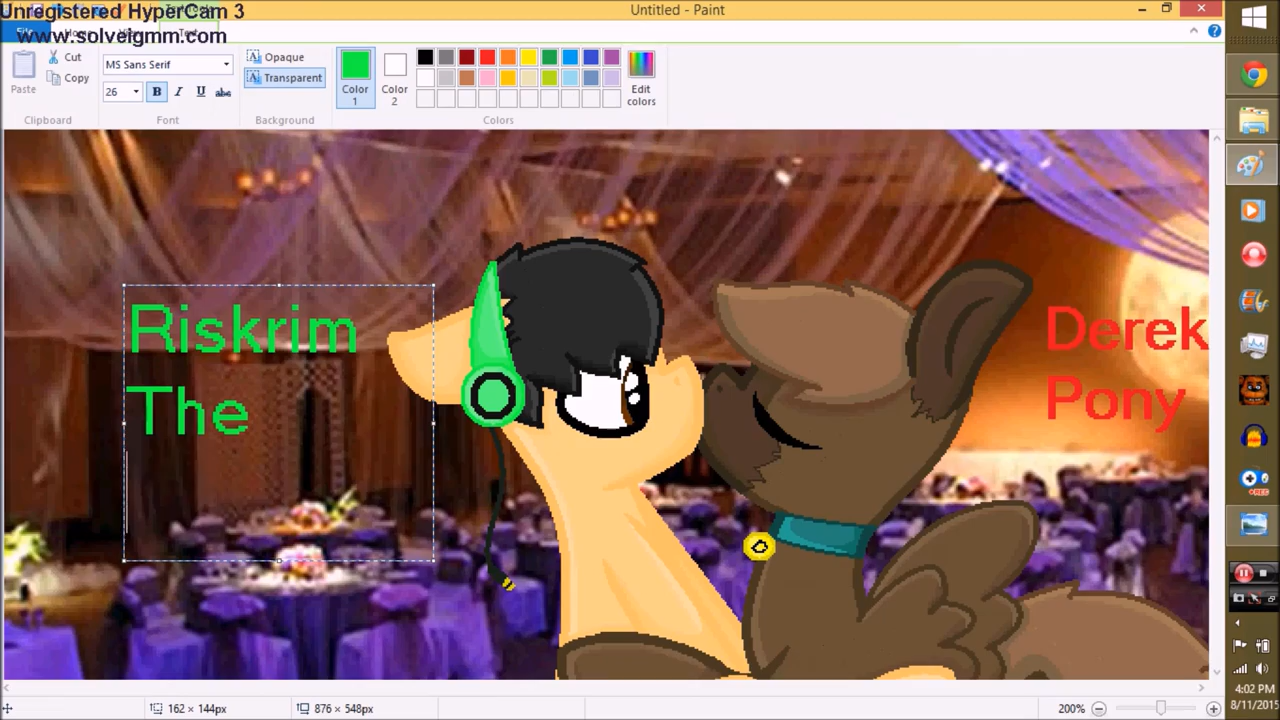 Unregistered HyperCam 3
www.solveigmm.com
Untitled - Paint
File
Cut
Copy
Paste
Clipboard
MS Sans Serif
26
B I U abc
Font
Opaque
Transparent
Background
Color 1
Color 2
Edit colors
Colors
Riskrim
The
Derek
Pony
162 × 144px
876 × 548px
200%
4:02 PM
8/11/2015